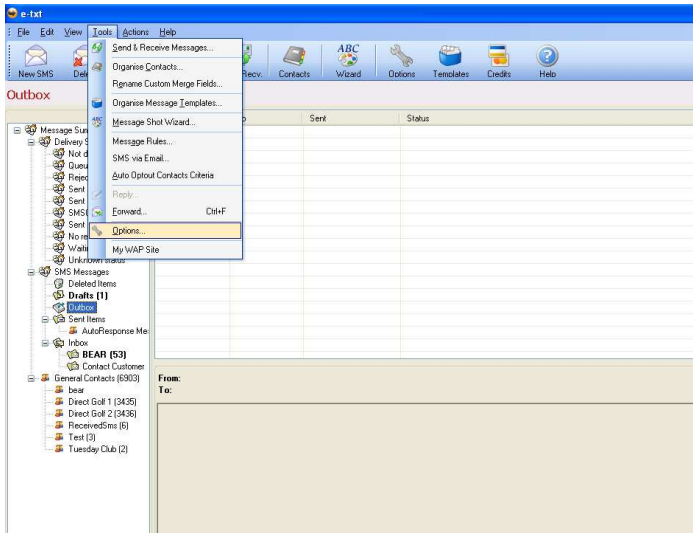 e-txt
File Edit View Tools Actions Help
New SMS Recv. Contacts Wizard Options Templates Credits Help
ABC
Send & Receive Messages...
Organise Contacts...
Rename Custom Merge Fields...
Organise Message Templates...
ABC Message Shot Wizard...
Message Rules...
SMS via Email...
Auto Optout Contacts Criteria
Reply...
Forward... Ctrl+F
Options...
My WAP Site
Outbox
Sent Status
Message Sum
Delivery S
Not d
Queu
Reject
Sent
Sent
SMS
Sent
No re
Waiti
Unknown status
SMS Messages
Deleted Items
Drafts (1)
Outbox
Sent Items
AutoResponse Me
Inbox
BEAR (53)
Contact Customer
General Contacts (6903)
bear
Direct Golf 1 (3435)
Direct Golf 2 (3436)
ReceivedSms (6)
Test (3)
Tuesday Club (2)
From:
To: